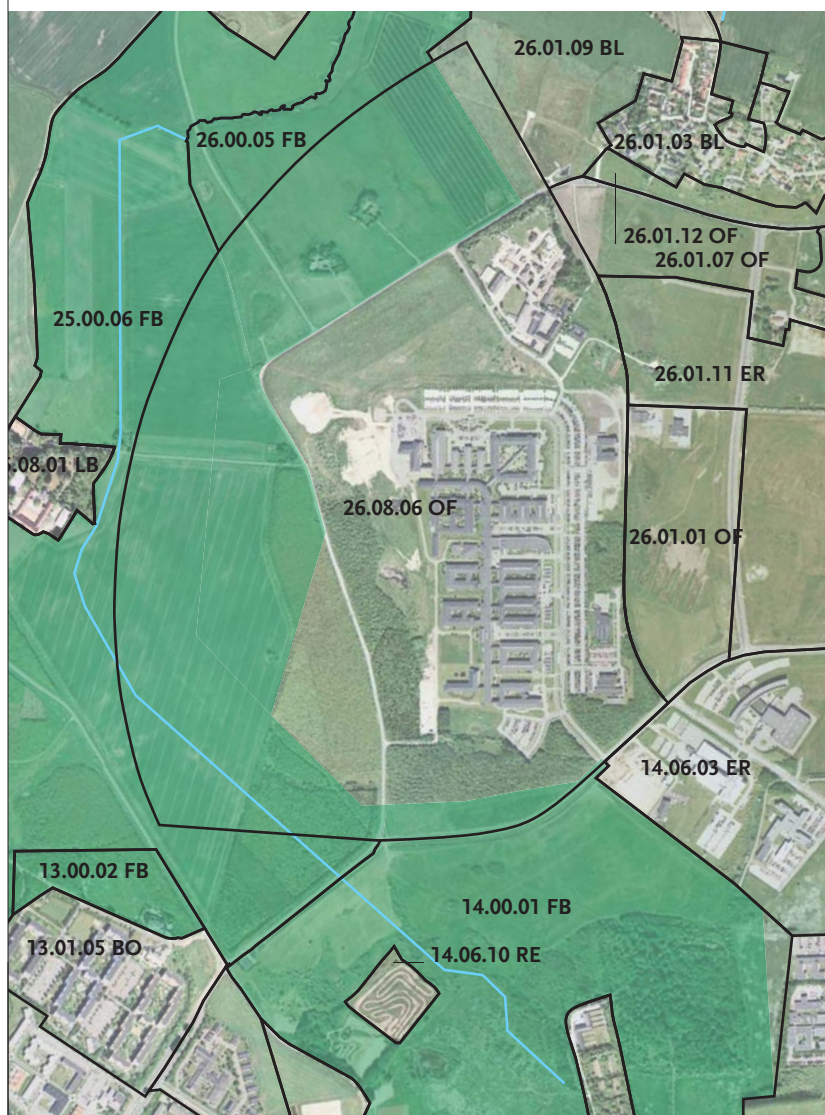 26.01.09 BL
26.00.05 FB
26.01.03 BL
26.01.12 OF
26.01.07 OF
25.00.06 FB
26.01.11 ER
.08.01 LB
26.08.06 OF
26.01.01 OF
14.06.03 ER
13.00.02 FB
14.00.01 FB
13.01.05 BO
14.06.10 RE